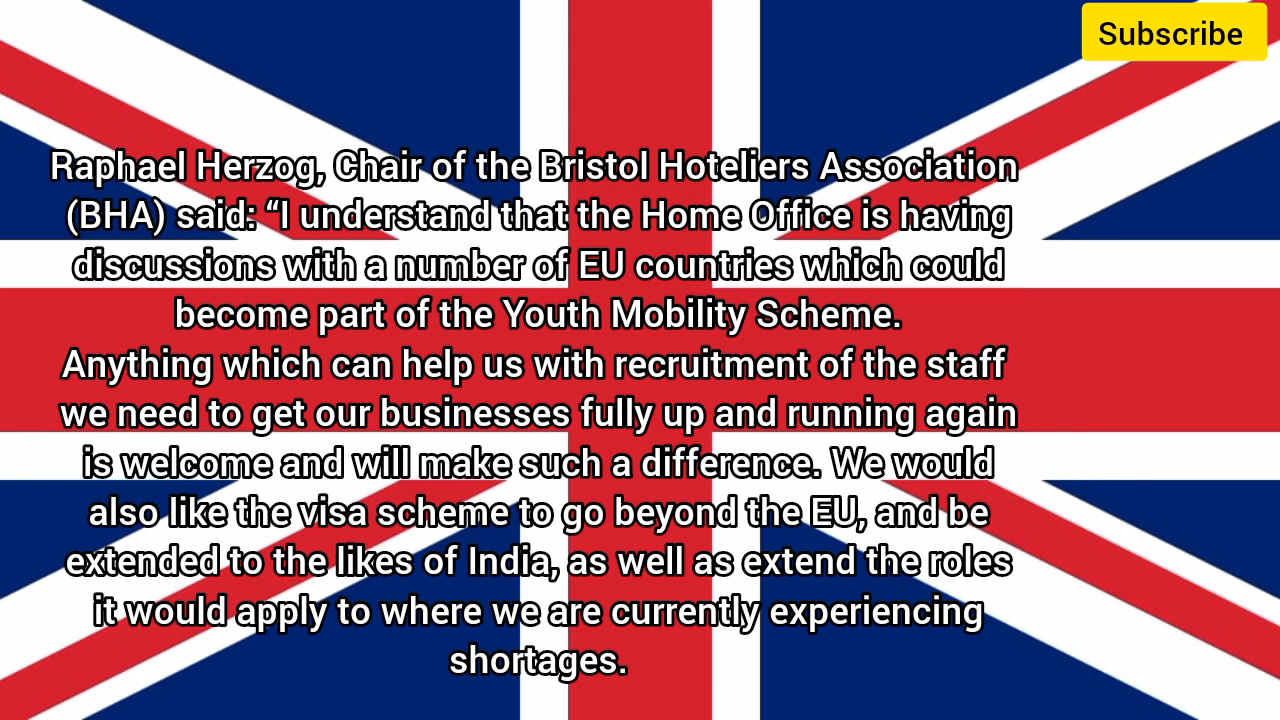 Subscribe
Raphael Herzog, Chair of the Bristol Hoteliers Association
(BHA) said: “I understand that the Home Office is having
discussions with a number of EU countries which could
become part of the Youth Mobility Scheme.
Anything which can help us with recruitment of the staff
we need to get our businesses fully up and running again
is welcome and will make such a difference. We would
also like the visa scheme to go beyond the EU, and be
extended to the likes of India, as well as extend the roles
it would apply to where we are currently experiencing
shortages.